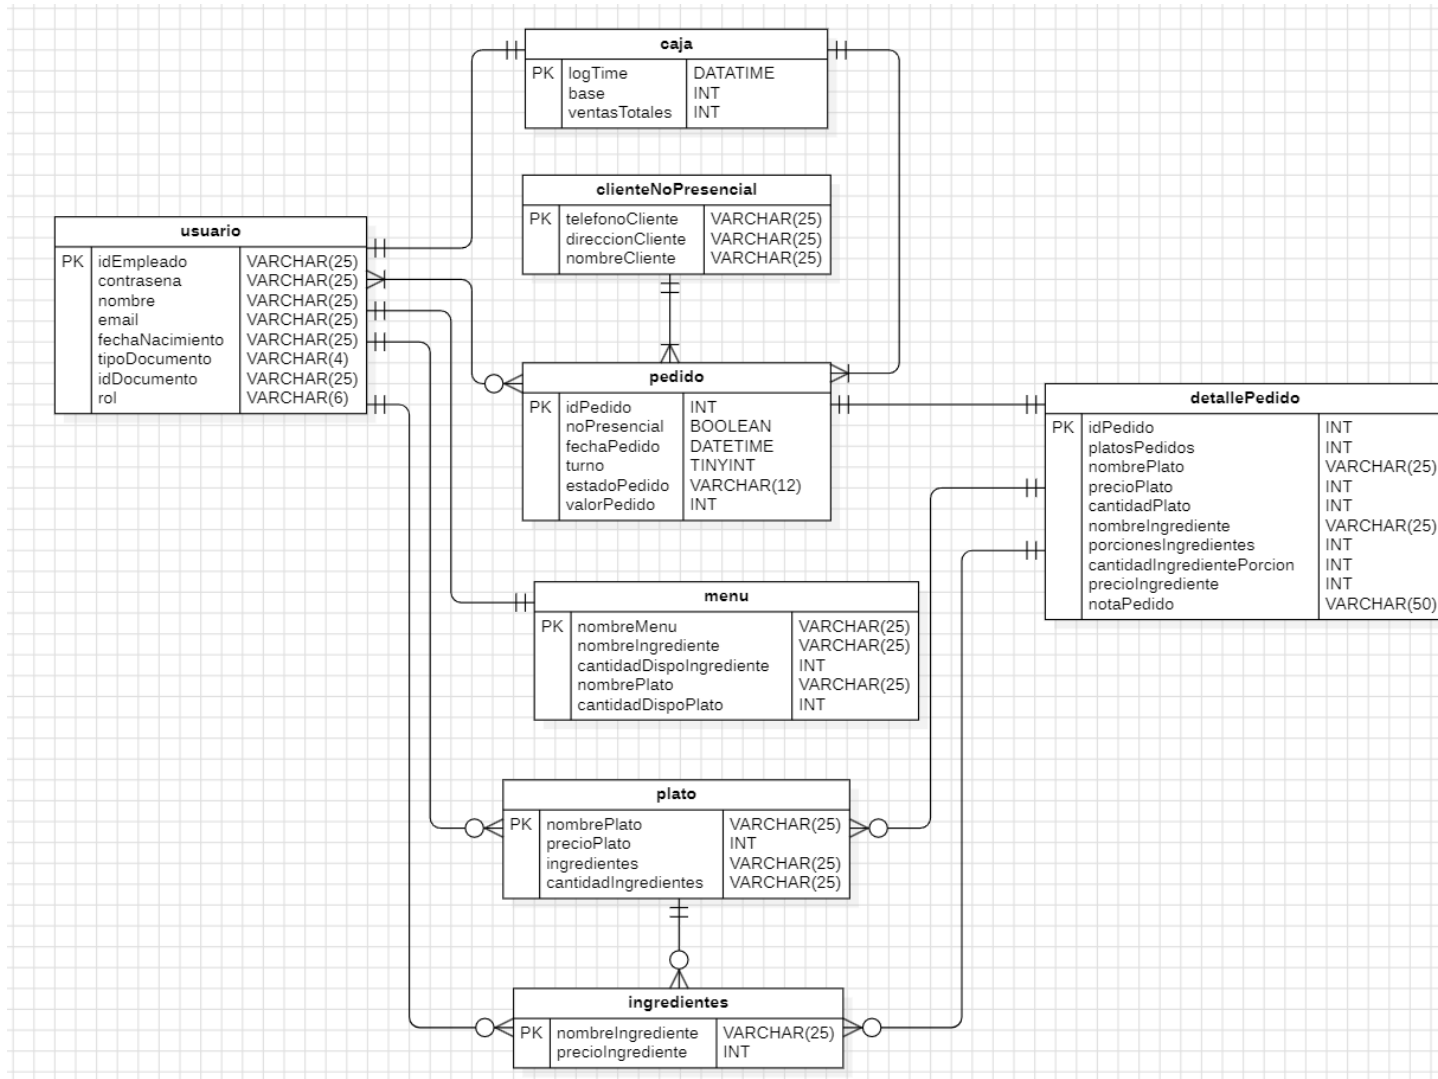 caja
PK logTime DATATIME
base INT
ventasTotales INT
clienteNoPresencial
PK telefonoCliente VARCHAR(25)
direccionCliente VARCHAR(25)
nombreCliente VARCHAR(25)
usuario
PK idEmpleado VARCHAR(25)
contrasena VARCHAR(25)
nombre VARCHAR(25)
email VARCHAR(25)
fechaNacimiento VARCHAR(25)
tipoDocumento VARCHAR(4)
idDocumento VARCHAR(25)
rol VARCHAR(6)
pedido
PK idPedido INT
noPresencial BOOLEAN
fechaPedido DATETIME
turno TINYINT
estadoPedido VARCHAR(12)
valorPedido INT
detallePedido
PK idPedido INT
platosPedidos INT
nombrePlato VARCHAR(25)
precioPlato INT
cantidadPlato INT
nombreIngrediente VARCHAR(25)
porcionesIngredientes INT
cantidadIngredientePorcion INT
precioIngrediente INT
notaPedido VARCHAR(50)
menu
PK nombreMenu VARCHAR(25)
nombreIngrediente VARCHAR(25)
cantidadDispoIngrediente INT
nombrePlato VARCHAR(25)
cantidadDispoPlato INT
plato
PK nombrePlato VARCHAR(25)
precioPlato INT
ingredientes VARCHAR(25)
cantidadIngredientes VARCHAR(25)
ingredientes
PK nombreIngrediente VARCHAR(25)
precioIngrediente INT